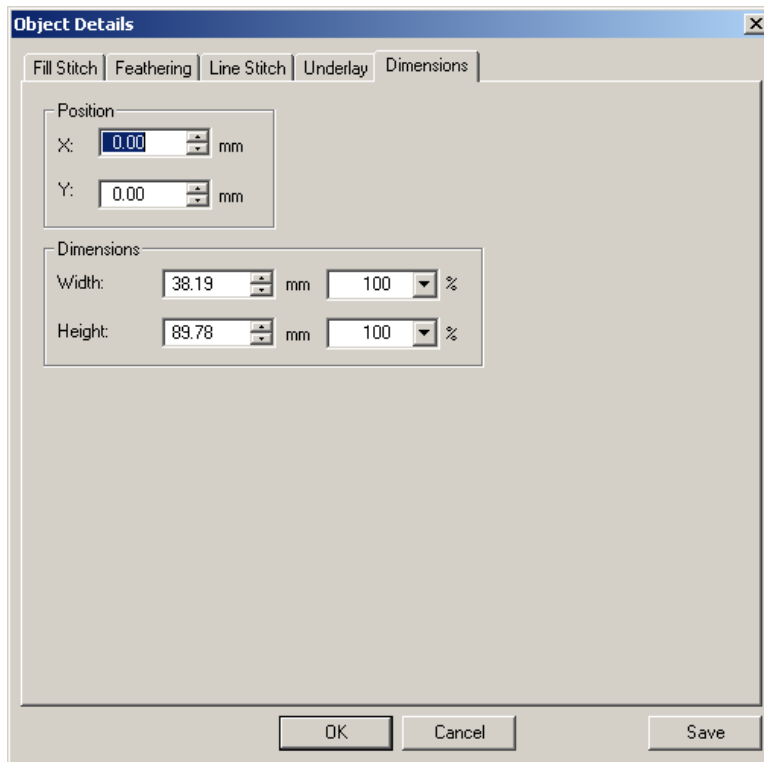 Object Details
Fill Stitch Feathering Line Stitch Underlay Dimensions
Position
X: 0.00 mm
Y: 0.00 mm
Dimensions
Width: 38.19 mm 100 %
Height: 89.78 mm 100 %
OK Cancel Save